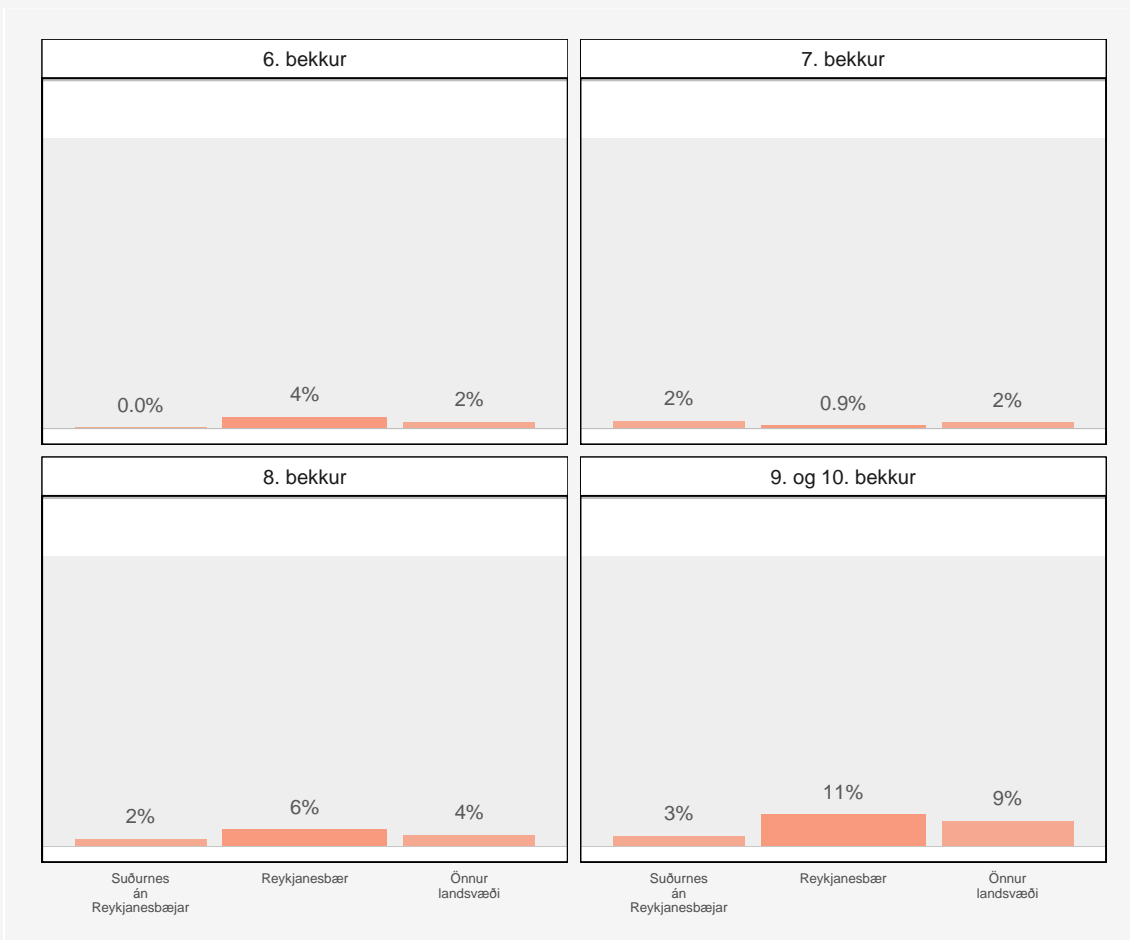 6. bekkur
7. bekkur
0.0%
4%
2%
2%
0.9%
2%
8. bekkur
9. og 10. bekkur
2%
6%
4%
3%
11%
9%
Suðurnes
án
Reykjanesbæjar
Reykjanesbær
Önnur
landsvæði
Suðurnes
án
Reykjanesbæjar
Reykjanesbær
Önnur
landsvæði